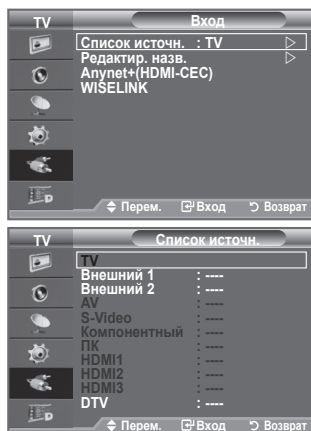 TV Вход
Список источн. : TV
Редактир. назв.
Anynet+(HDMI-CEC)
WISELINK
Перем. Вход Возврат
TV Список источн.
TV
Внешний 1 : ----
Внешний 2 : ----
AV : ----
S-Video : ----
Компонентный : ----
ПК : ----
HDMI1 : ----
HDMI2 : ----
HDMI3 : ----
DTV : ----
Перем. Вход Возврат